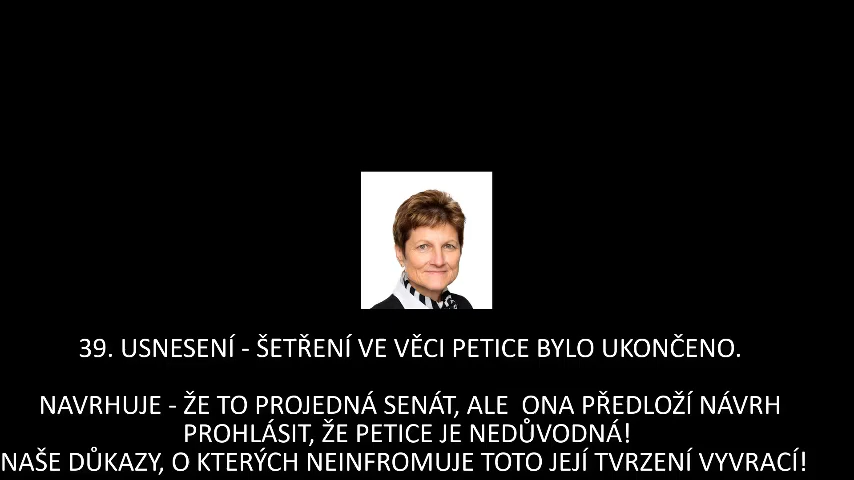 39. USNESENÍ - ŠETŘENÍ VE VĚCI PETICE BYLO UKONČENO.
NAVRHUJE - ŽE TO PROJEDNÁ SENÁT, ALE ONA PŘEDLOŽÍ NÁVRH
PROHLÁSIT, ŽE PETICE JE NEDŮVODNÁ!
NAŠE DŮKAZY, O KTERÝCH NEINFROMUJE TOTO JEJÍ TVRZENÍ VYVRACÍ!